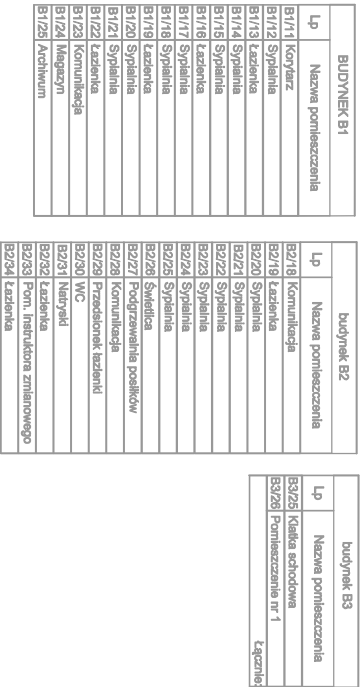 BUDYNEK B1
Lp Nazwa pomieszczenia
B1/11 Korytarz
B1/12 Sypialnia
B1/13 Łazienka
B1/14 Sypialnia
B1/15 Sypialnia
B1/16 Łazienka
B1/17 Sypialnia
B1/18 Sypialnia
B1/19 Łazienka
B1/20 Sypialnia
B1/21 Sypialnia
B1/22 Łazienka
B1/23 Komunikacja
B1/24 Magazyn
B1/25 Archiwum
budynek B2
Lp Nazwa pomieszczenia
B2/18 Komunikacja
B2/19 Łazienka
B2/20 Sypialnia
B2/21 Sypialnia
B2/22 Sypialnia
B2/23 Sypialnia
B2/24 Sypialnia
B2/25 Sypialnia
B2/26 Świetlica
B2/27 Podgrzewalnia posiłków
B2/28 Komunikacja
B2/29 Przedsionek łazienki
B2/30 WC
B2/31 Natryski
B2/32 Łazienka
B2/33 Pom. instruktora zmianowego
B2/34 Łazienka
budynek B3
Lp Nazwa pomieszczenia
B3/25 Klatka schodowa
B3/26 Pomieszczenie nr 1
Łącznie: